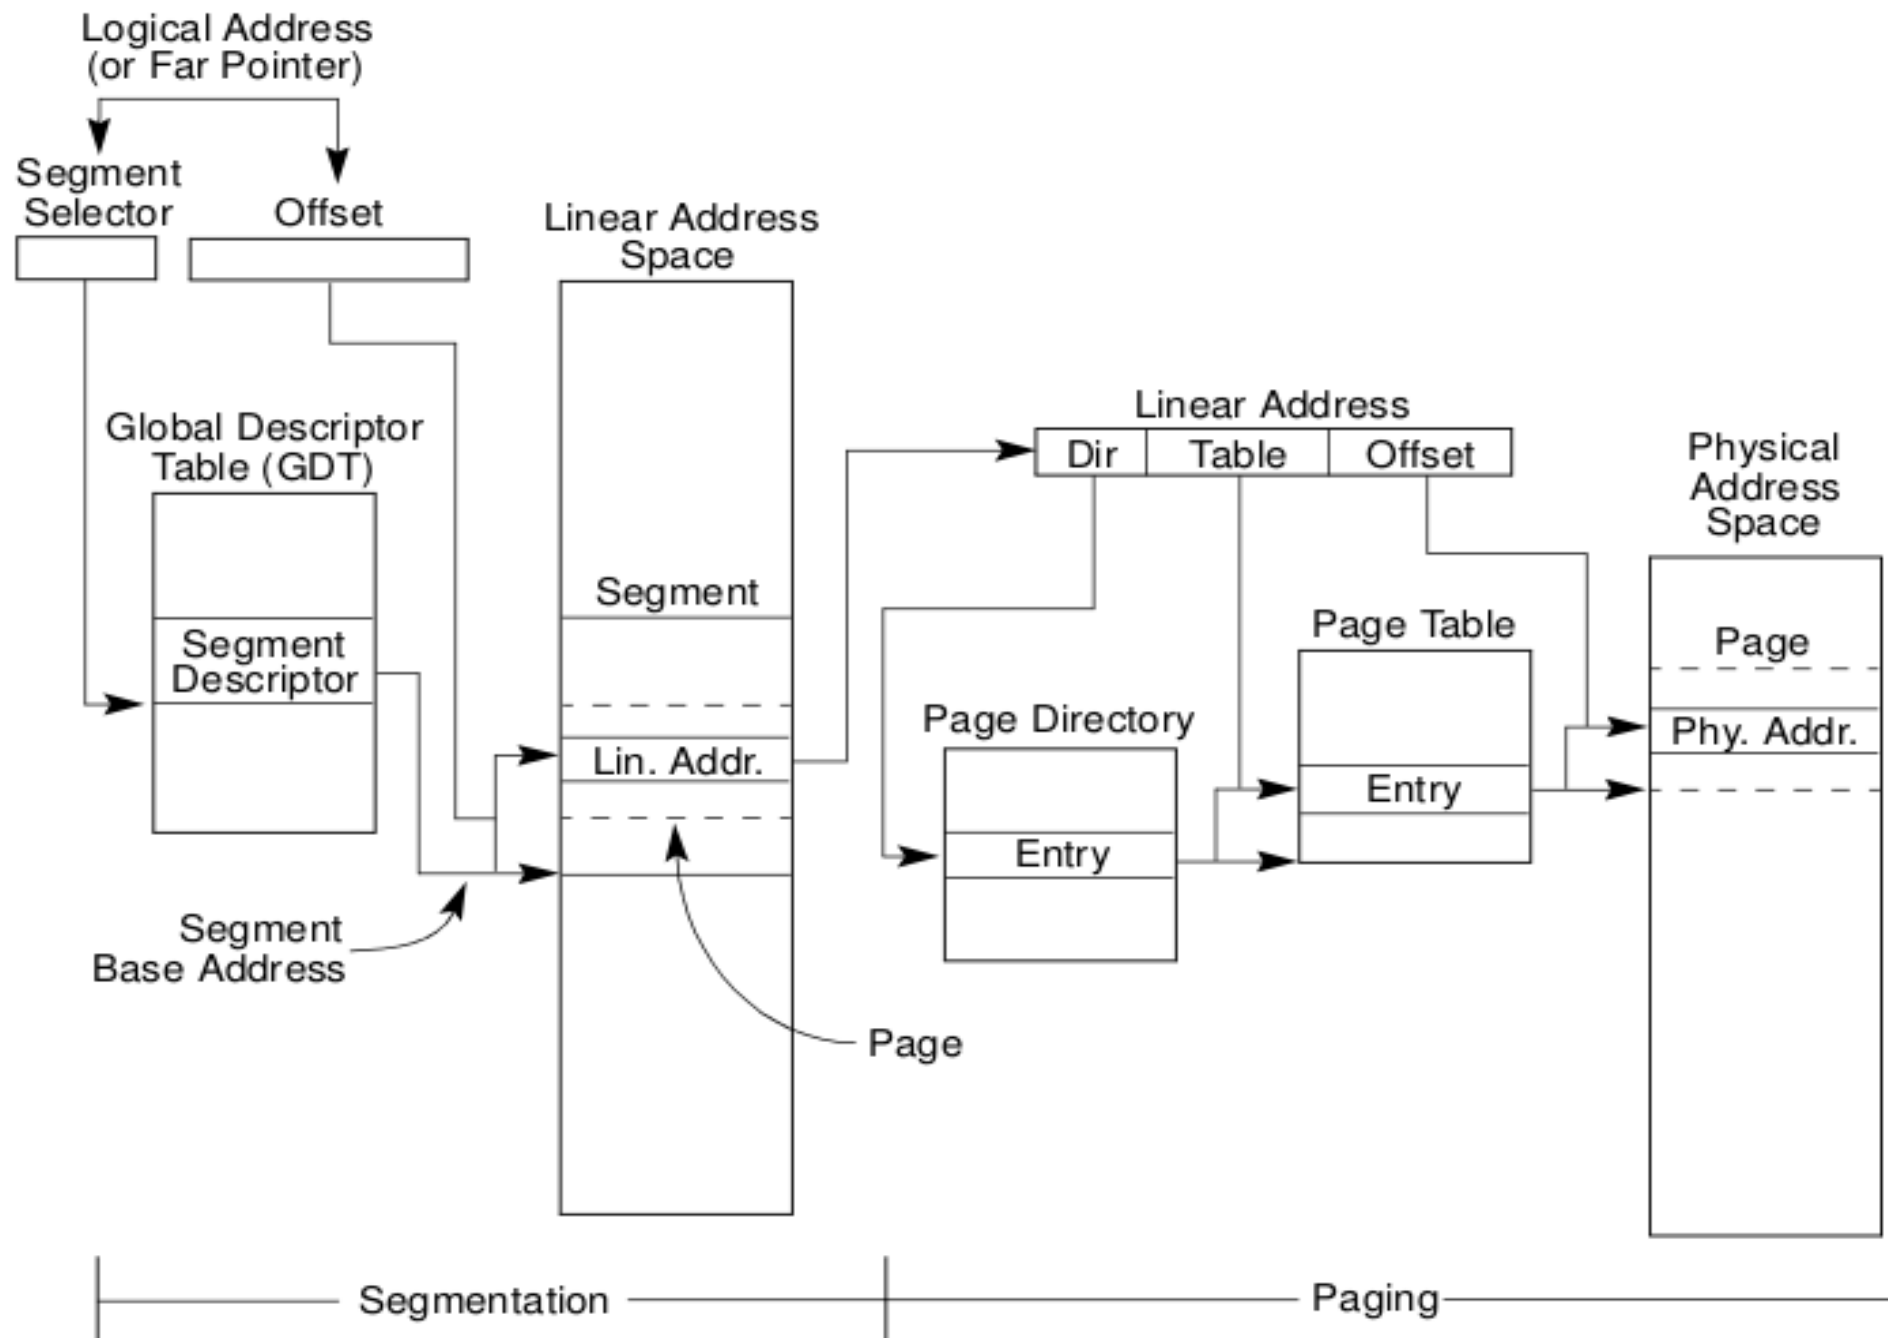 Logical Address
(or Far Pointer)
Segment
Selector
Offset
Linear Address
Space
Global Descriptor
Table (GDT)
Segment
Descriptor
Segment
Lin. Addr.
Segment
Base Address
Page
Linear Address
Dir Table Offset
Page Directory
Entry
Page Table
Entry
Physical
Address
Space
Page
Phy. Addr.
Segmentation
Paging